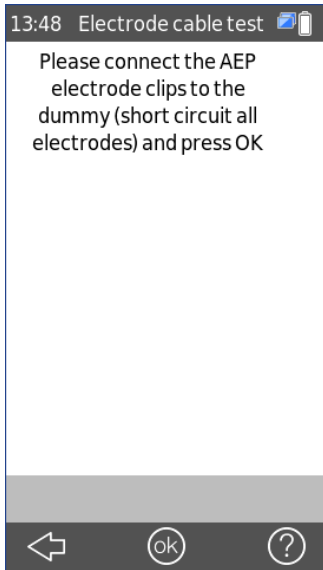 13:48 Electrode cable test
Please connect the AEP
electrode clips to the
dummy (short circuit all
electrodes) and press OK
ok ?